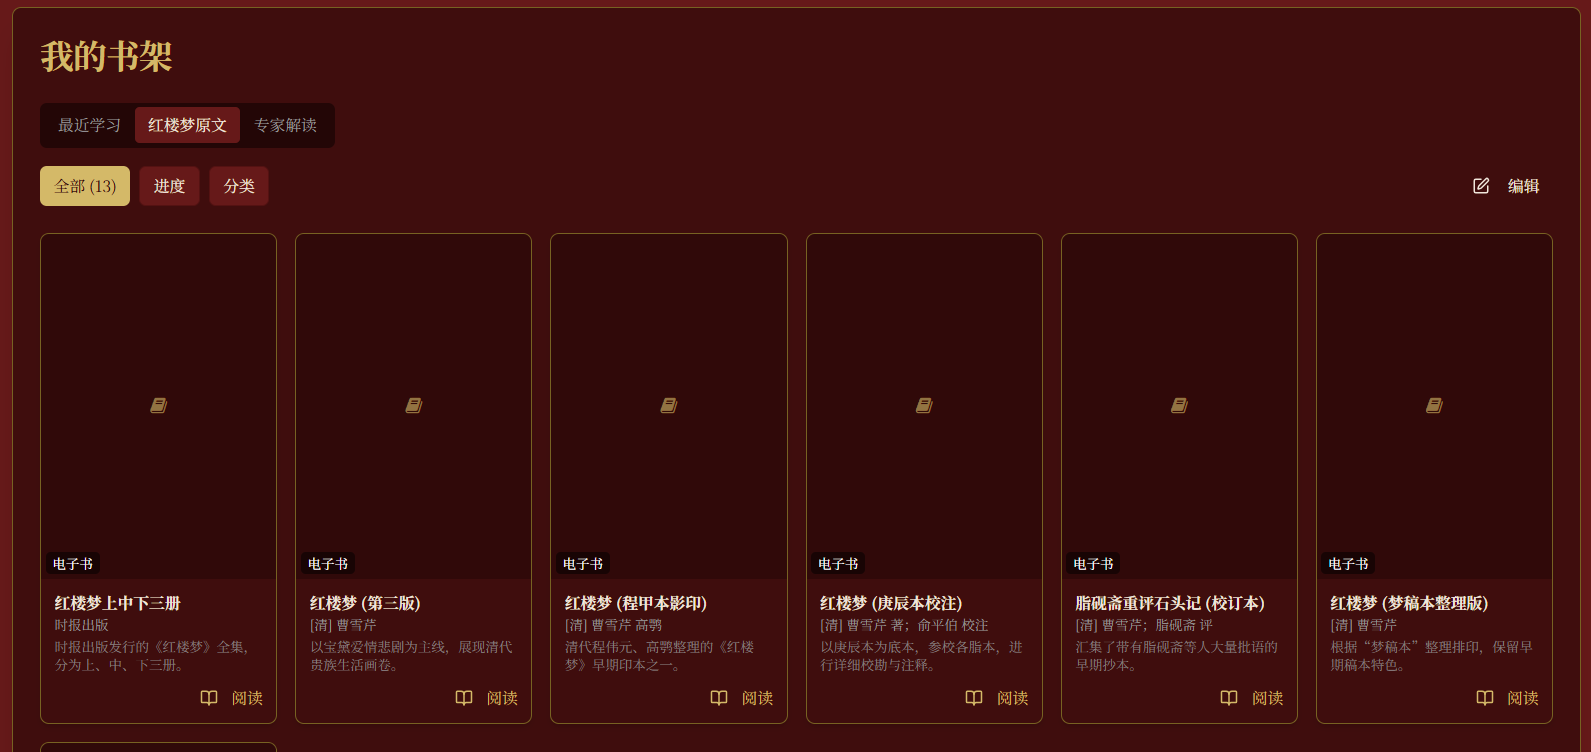 我的书架
最近学习 红楼梦原文 专家解读
全部 (13) 进度 分类 编辑
电子书
红楼梦上中下三册
时报出版
时报出版发行的《红楼梦》全集，
分为上、中、下三册。
阅读
电子书
红楼梦 (第三版)
[清] 曹雪芹
以宝黛爱情悲剧为主线，展现清代
贵族生活画卷。
阅读
电子书
红楼梦 (程甲本影印)
[清] 曹雪芹 高鹗
清代程伟元、高鹗整理的《红楼
梦》早期印本之一。
阅读
电子书
红楼梦 (庚辰本校注)
[清] 曹雪芹 著；俞平伯 校注
以庚辰本为底本，参校各脂本，进
行详细校勘与注释。
阅读
电子书
脂砚斋重评石头记 (校订本)
[清] 曹雪芹；脂砚斋 评
汇集了带有脂砚斋等人大量批语的
早期抄本。
阅读
电子书
红楼梦 (梦稿本整理版)
[清] 曹雪芹
根据“梦稿本”整理排印，保留早
期稿本特色。
阅读